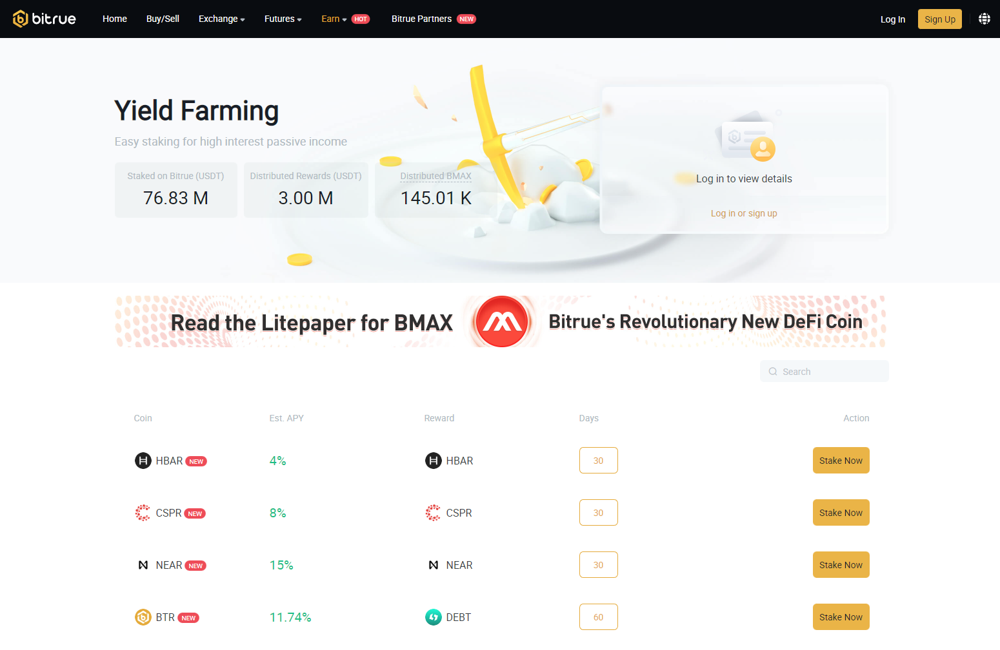 bitrue Home Buy/Sell Exchange Futures Earn HOT Bitrue Partners NEW Log In Sign Up
Yield Farming
Easy staking for high interest passive income
Staked on Bitrue (USDT) Distributed Rewards (USDT) Distributed BMAX
76.83 M 3.00 M 145.01 K
Log in to view details
Log in or sign up
Read the Litepaper for BMAX Bitrue's Revolutionary New DeFi Coin
Search
Coin Est. APY Reward Days Action
HBAR NEW 4% HBAR 30 Stake Now
CSPR NEW 8% CSPR 30 Stake Now
NEAR NEW 15% NEAR 30 Stake Now
BTR NEW 11.74% DEBT 60 Stake Now